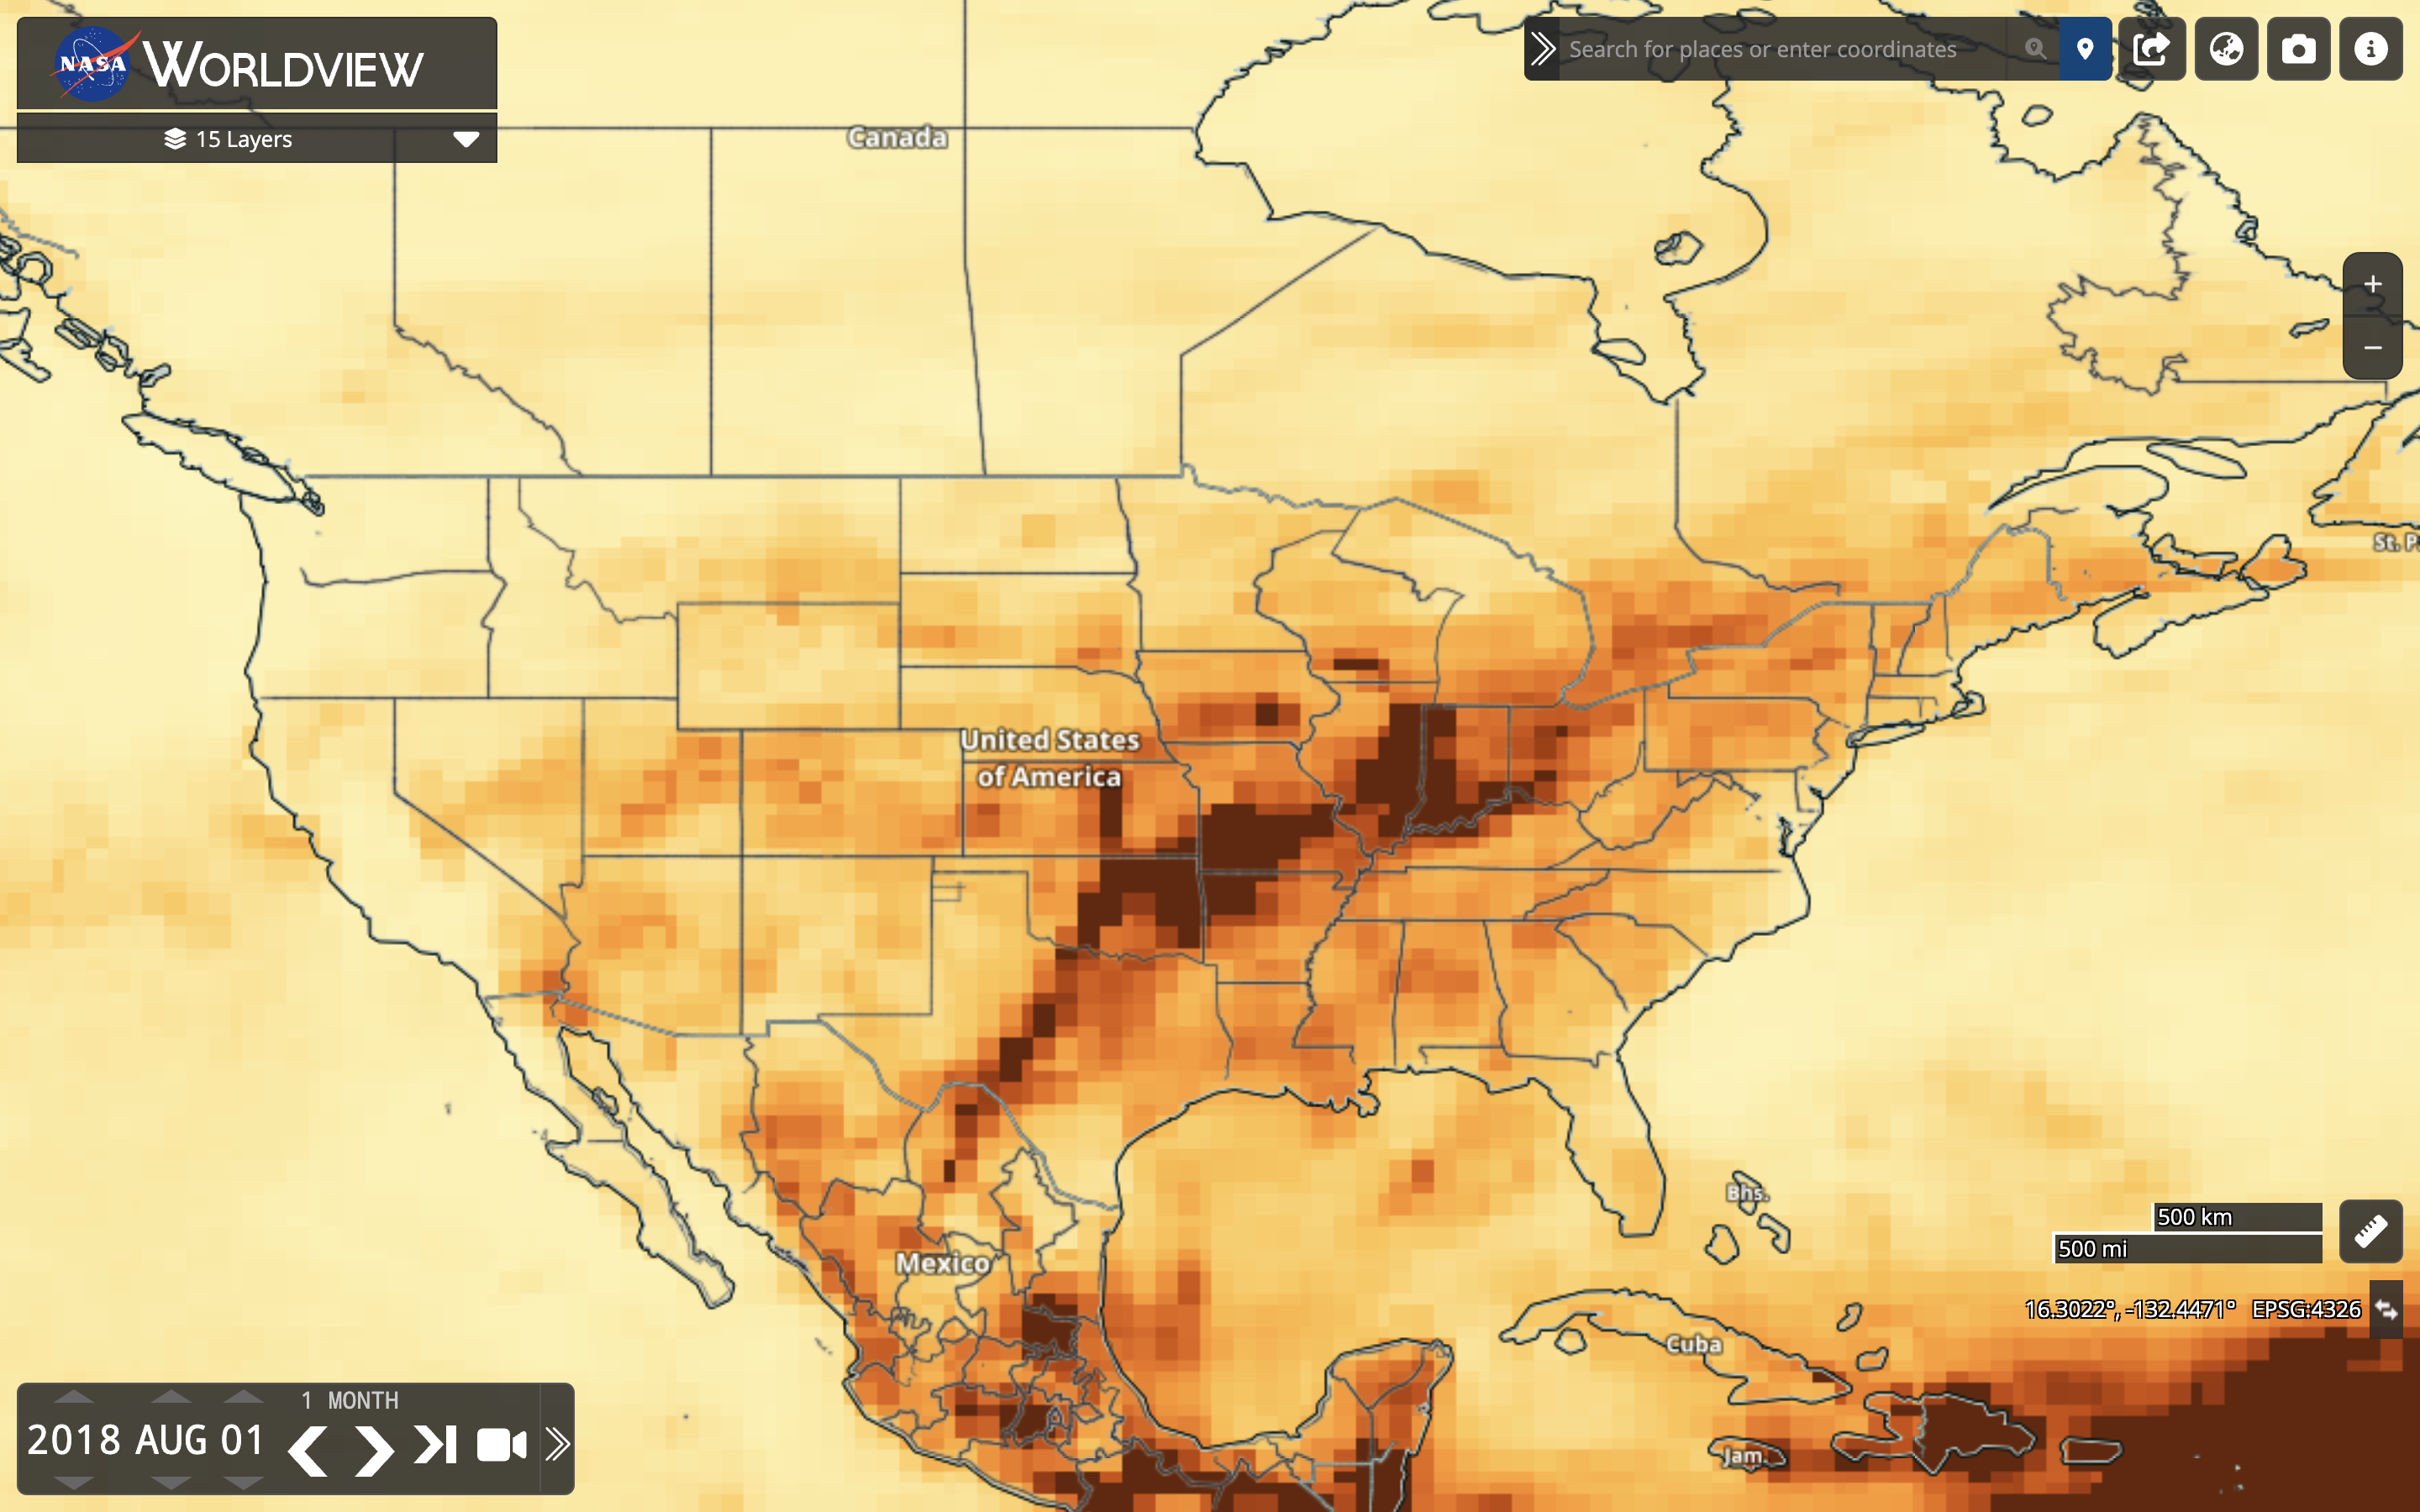 NASA WORLDVIEW
15 Layers
Search for places or enter coordinates
Canada
St. P
United States
of America
Bhs.
500 km
500 mi
Mexico
16.3022°, -132.4471° EPSG:4326
Cuba
Jam.
1 MONTH
2018 AUG 01